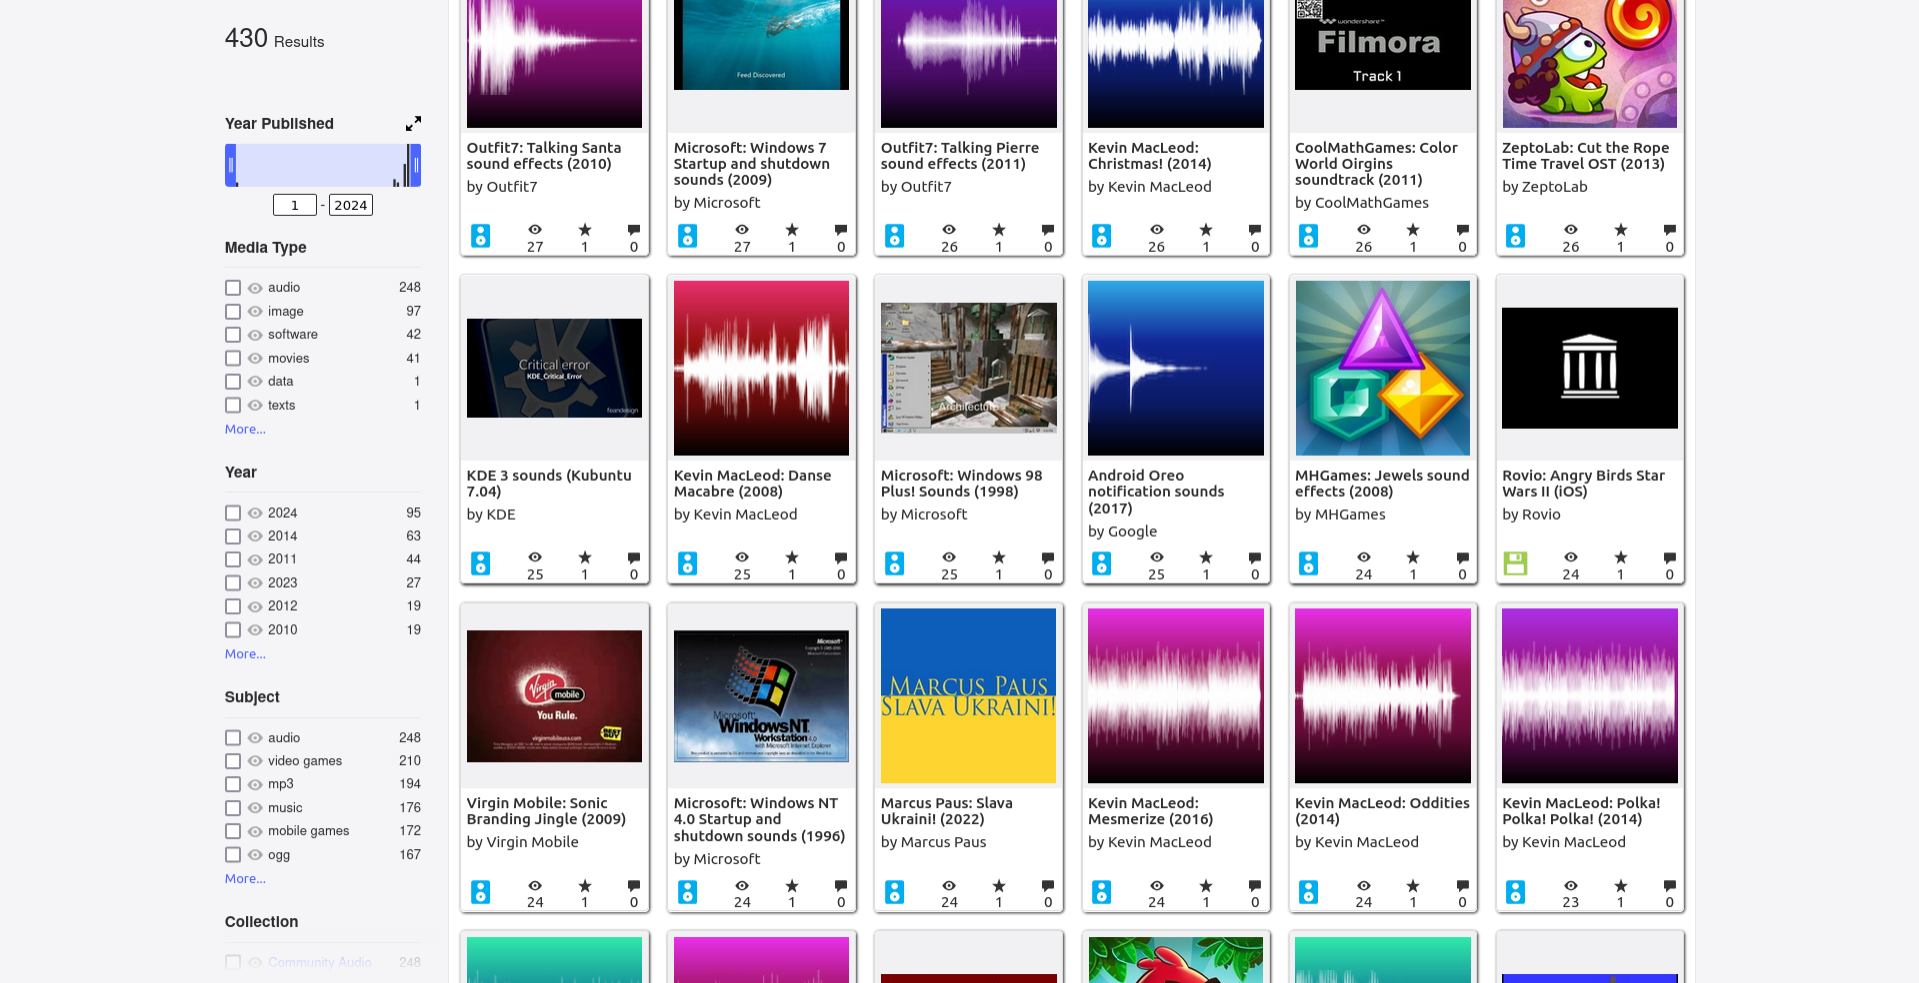 430 Results
Year Published
1 - 2024
Media Type
audio 248
image 97
software 42
movies 41
data 1
texts 1
More...
Year
2024 95
2014 63
2011 44
2023 27
2012 19
2010 19
More...
Subject
audio 248
video games 210
mp3 194
music 176
mobile games 172
ogg 167
More...
Collection
Community Audio 248
Outfit7: Talking Santa
sound effects (2010)
by Outfit7
27 1 0
Feed Discovered
Microsoft: Windows 7
Startup and shutdown
sounds (2009)
by Microsoft
27 1 0
Outfit7: Talking Pierre
sound effects (2011)
by Outfit7
26 1 0
Kevin MacLeod:
Christmas! (2014)
by Kevin MacLeod
26 1 0
wondershare™
Filmora
Track 1
CoolMathGames: Color
World Oirgins
soundtrack (2011)
by CoolMathGames
26 1 0
ZeptoLab: Cut the Rope
Time Travel OST (2013)
by ZeptoLab
26 1 0
Critical error
KDE_Critical_Error
feandesign
KDE 3 sounds (Kubuntu
7.04)
by KDE
25 1 0
Kevin MacLeod: Danse
Macabre (2008)
by Kevin MacLeod
25 1 0
Architecture
Microsoft: Windows 98
Plus! Sounds (1998)
by Microsoft
25 1 0
Android Oreo
notification sounds
(2017)
by Google
25 1 0
MHGames: Jewels sound
effects (2008)
by MHGames
24 1 0
Rovio: Angry Birds Star
Wars II (iOS)
by Rovio
24 1 0
Virgin mobile
You Rule.
virginmobileusa.com
BEST BUY
Virgin Mobile: Sonic
Branding Jingle (2009)
by Virgin Mobile
24 1 0
Microsoft
Microsoft
WindowsNT
Workstation 4.0
with Microsoft Internet Explorer
Microsoft: Windows NT
4.0 Startup and
shutdown sounds (1996)
by Microsoft
24 1 0
MARCUS PAUS
SLAVA UKRAINI!
Marcus Paus: Slava
Ukraini! (2022)
by Marcus Paus
24 1 0
Kevin MacLeod:
Mesmerize (2016)
by Kevin MacLeod
24 1 0
Kevin MacLeod: Oddities
(2014)
by Kevin MacLeod
24 1 0
Kevin MacLeod: Polka!
Polka! Polka! (2014)
by Kevin MacLeod
23 1 0